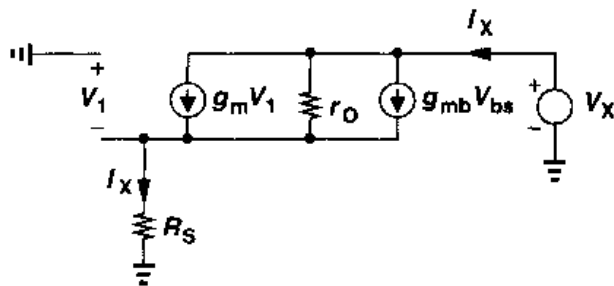 I_X
+
V_1
−
g_m V_1
r_O
g_mb V_bs
+
−
V_X
I_X
R_S